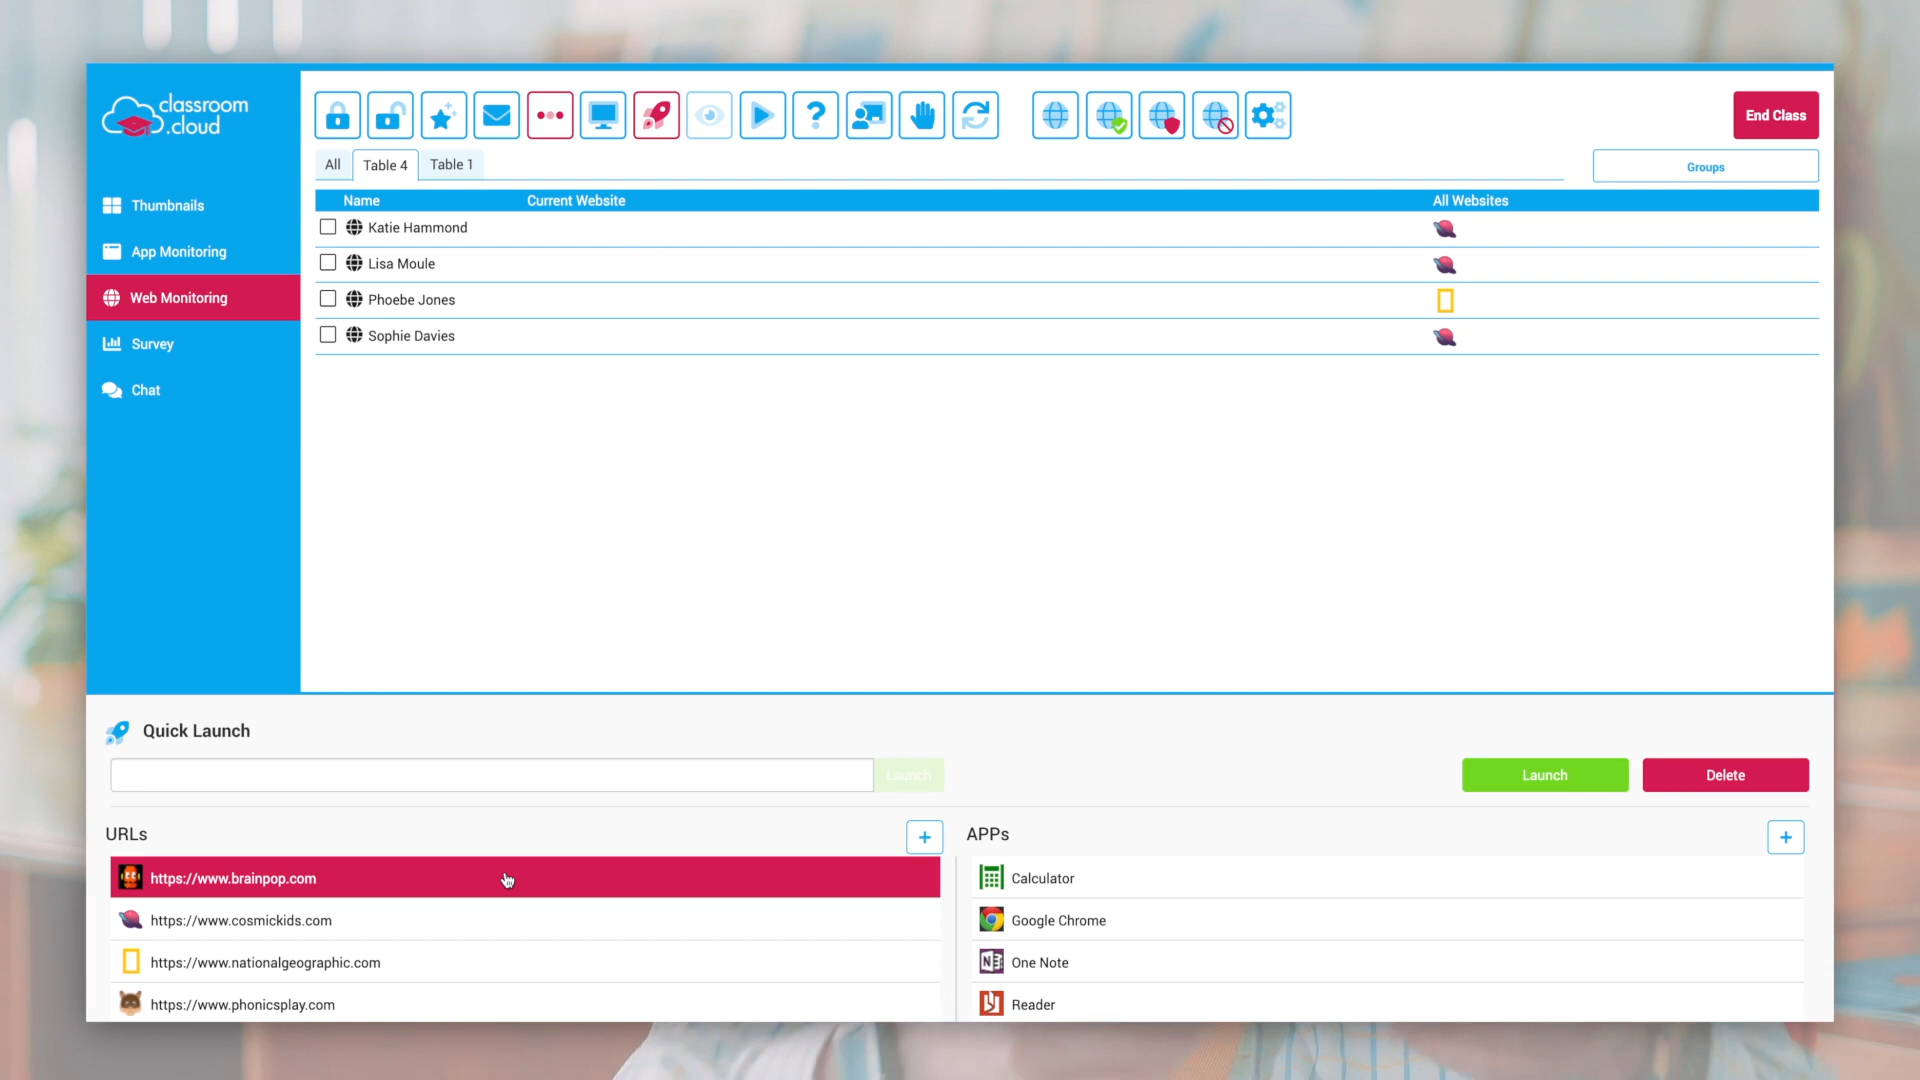 classroom
.cloud
End Class
All
Table 4
Table 1
Groups
Thumbnails
App Monitoring
Web Monitoring
Survey
Chat
Name
Current Website
All Websites
Katie Hammond
Lisa Moule
Phoebe Jones
Sophie Davies
Quick Launch
Launch
Launch
Delete
URLs
APPs
https://www.brainpop.com
https://www.cosmickids.com
https://www.nationalgeographic.com
https://www.phonicsplay.com
Calculator
Google Chrome
One Note
Reader